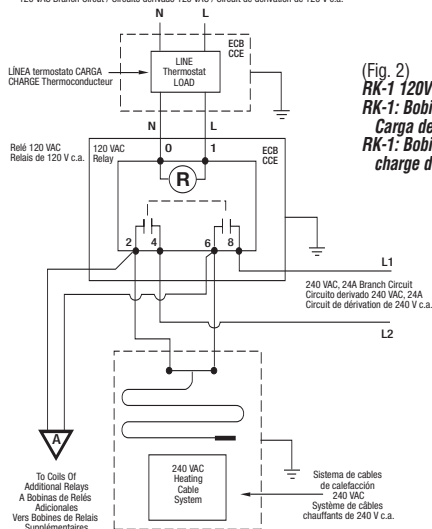 120 VAC Branch Circuit / Circuito derivado 120 VAC / Circuit de dérivation de 120 V c.a.
N L
ECB
CCE
LINE
Thermostat
LOAD
LÍNEA termostato CARGA
CHARGE Thermoconducteur
(Fig. 2)
RK-1 120V
RK-1: Bobi
Carga de
RK-1: Bobi
charge d
N L
Relé 120 VAC
Relais de 120 V c.a.
120 VAC
Relay
0 1
ECB
CCE
R
2 4 6 8
L1
240 VAC, 24A Branch Circuit
Circuito derivado 240 VAC, 24A
Circuit de dérivation de 240 V c.a.
L2
A
To Coils Of
Additional Relays
A Bobinas de Relés
Adicionales
Vers Bobines de Relais
Supplémentaires
240 VAC
Heating
Cable
System
Sistema de cables
de calefacción
240 VAC
Système de câbles
chauffants de 240 V c.a.